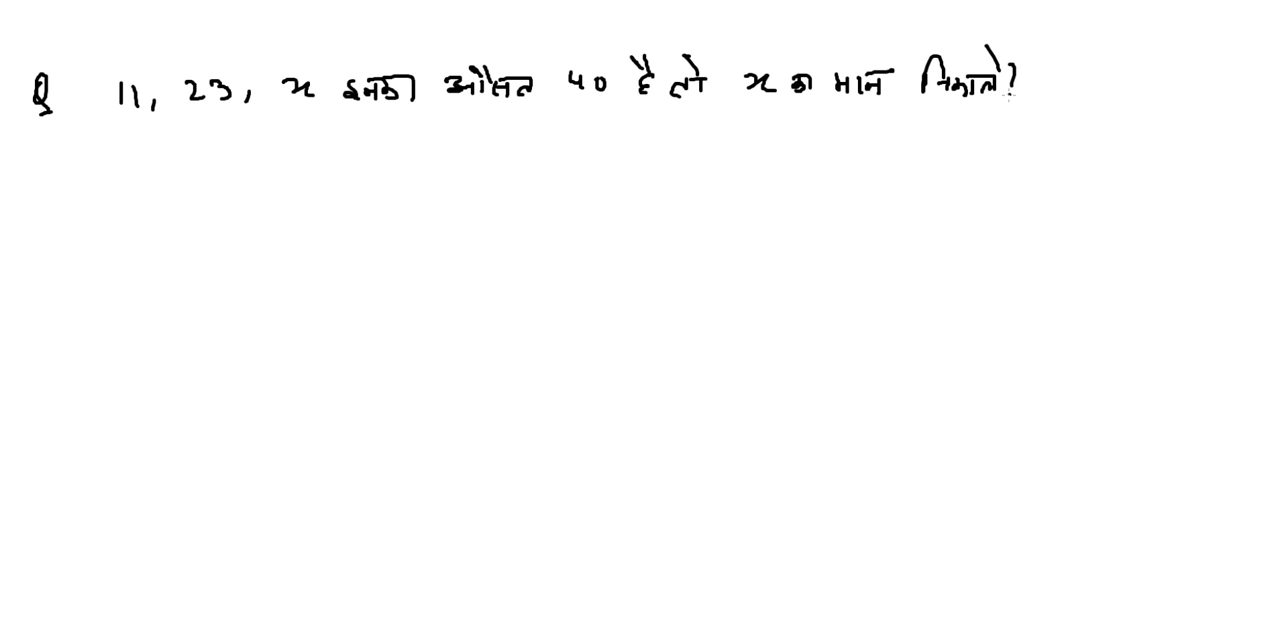 Q 11, 23, x इनका औसत 40 है तो x का मान निकालो?